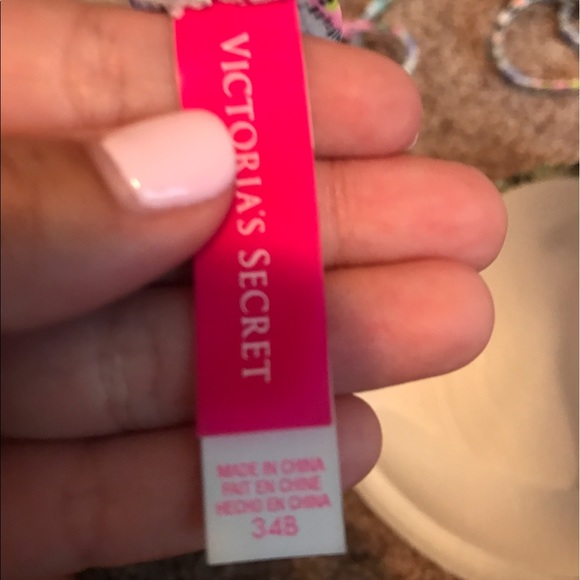 VICTORIA'S SECRET
MADE IN CHINA
FAIT EN CHINE
HECHO EN CHINA
34B